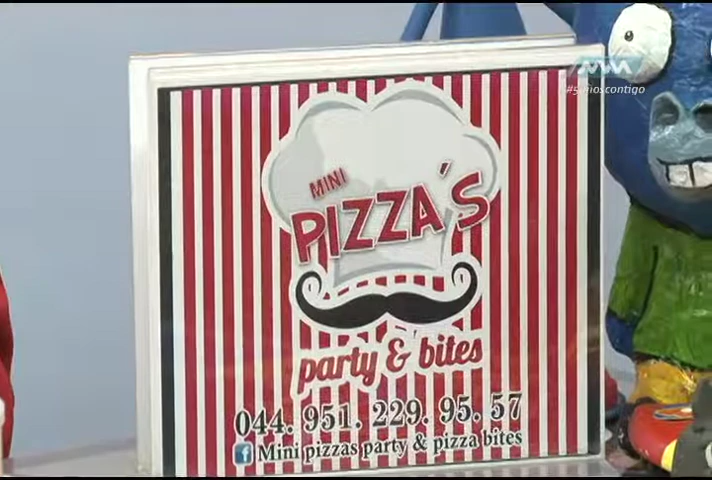 #5 Años contigo
MINI
PIZZA'S
party & bites
044. 951. 229. 95. 57
Mini pizzas party & pizza bites